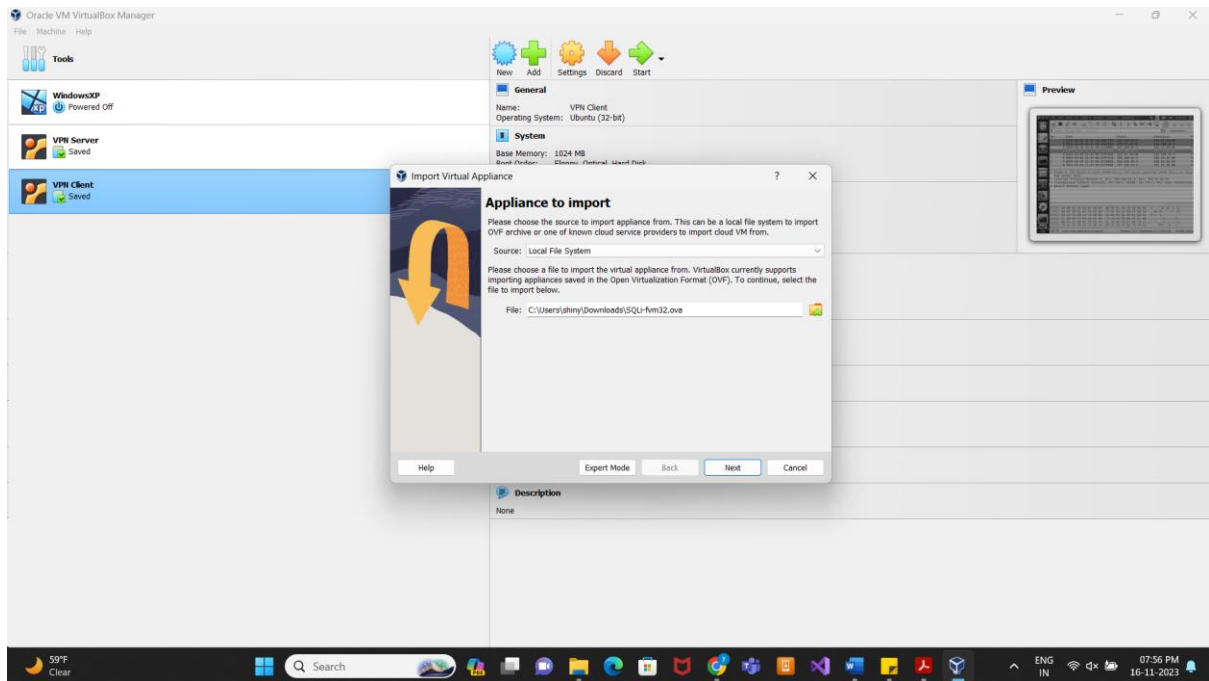 Oracle VM VirtualBox Manager
File Machine Help
Tools
New Add Settings Discard Start
WindowsXP
Powered Off
VPN Server
Saved
VPN Client
Saved
General
Name: VPN Client
Operating System: Ubuntu (32-bit)
System
Base Memory: 1024 MB
Boot Order: Floppy, Optical, Hard Disk
Preview
Import Virtual Appliance
?
Appliance to import
Please choose the source to import appliance from. This can be a local file system to import
OVF archive or one of known cloud service providers to import cloud VM from.
Source: Local File System
Please choose a file to import the virtual appliance from. VirtualBox currently supports
importing appliances saved in the Open Virtualization Format (OVF). To continue, select the
file to import below.
File: C:\Users\shiny\Downloads\SQLi-fvm32.ova
Help Expert Mode Back Next Cancel
Description
None
59°F
Clear
Search
ENG
IN
07:56 PM
16-11-2023